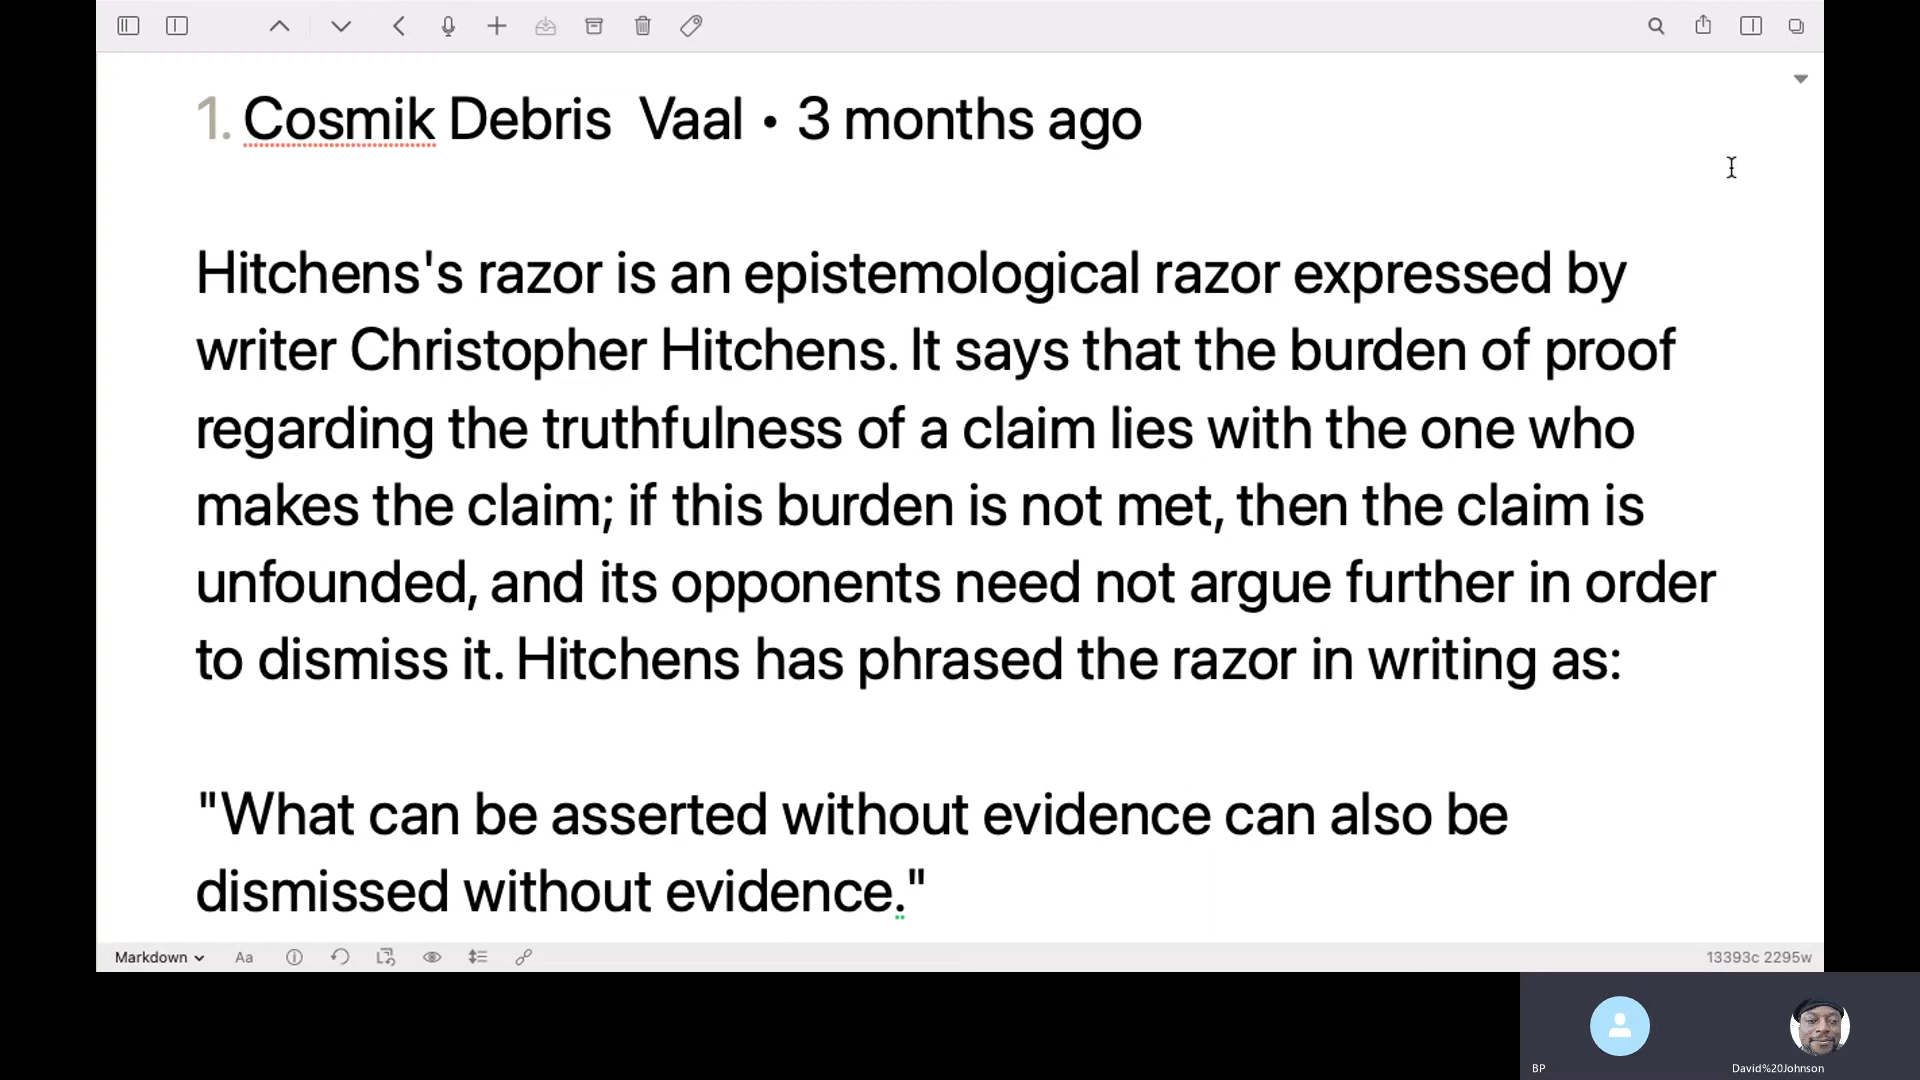 1. Cosmik Debris  Vaal • 3 months ago
Hitchens's razor is an epistemological razor expressed by
writer Christopher Hitchens. It says that the burden of proof
regarding the truthfulness of a claim lies with the one who
makes the claim; if this burden is not met, then the claim is
unfounded, and its opponents need not argue further in order
to dismiss it. Hitchens has phrased the razor in writing as:
"What can be asserted without evidence can also be
dismissed without evidence."
Markdown Aa 13393c 2295w
BP David%20Johnson